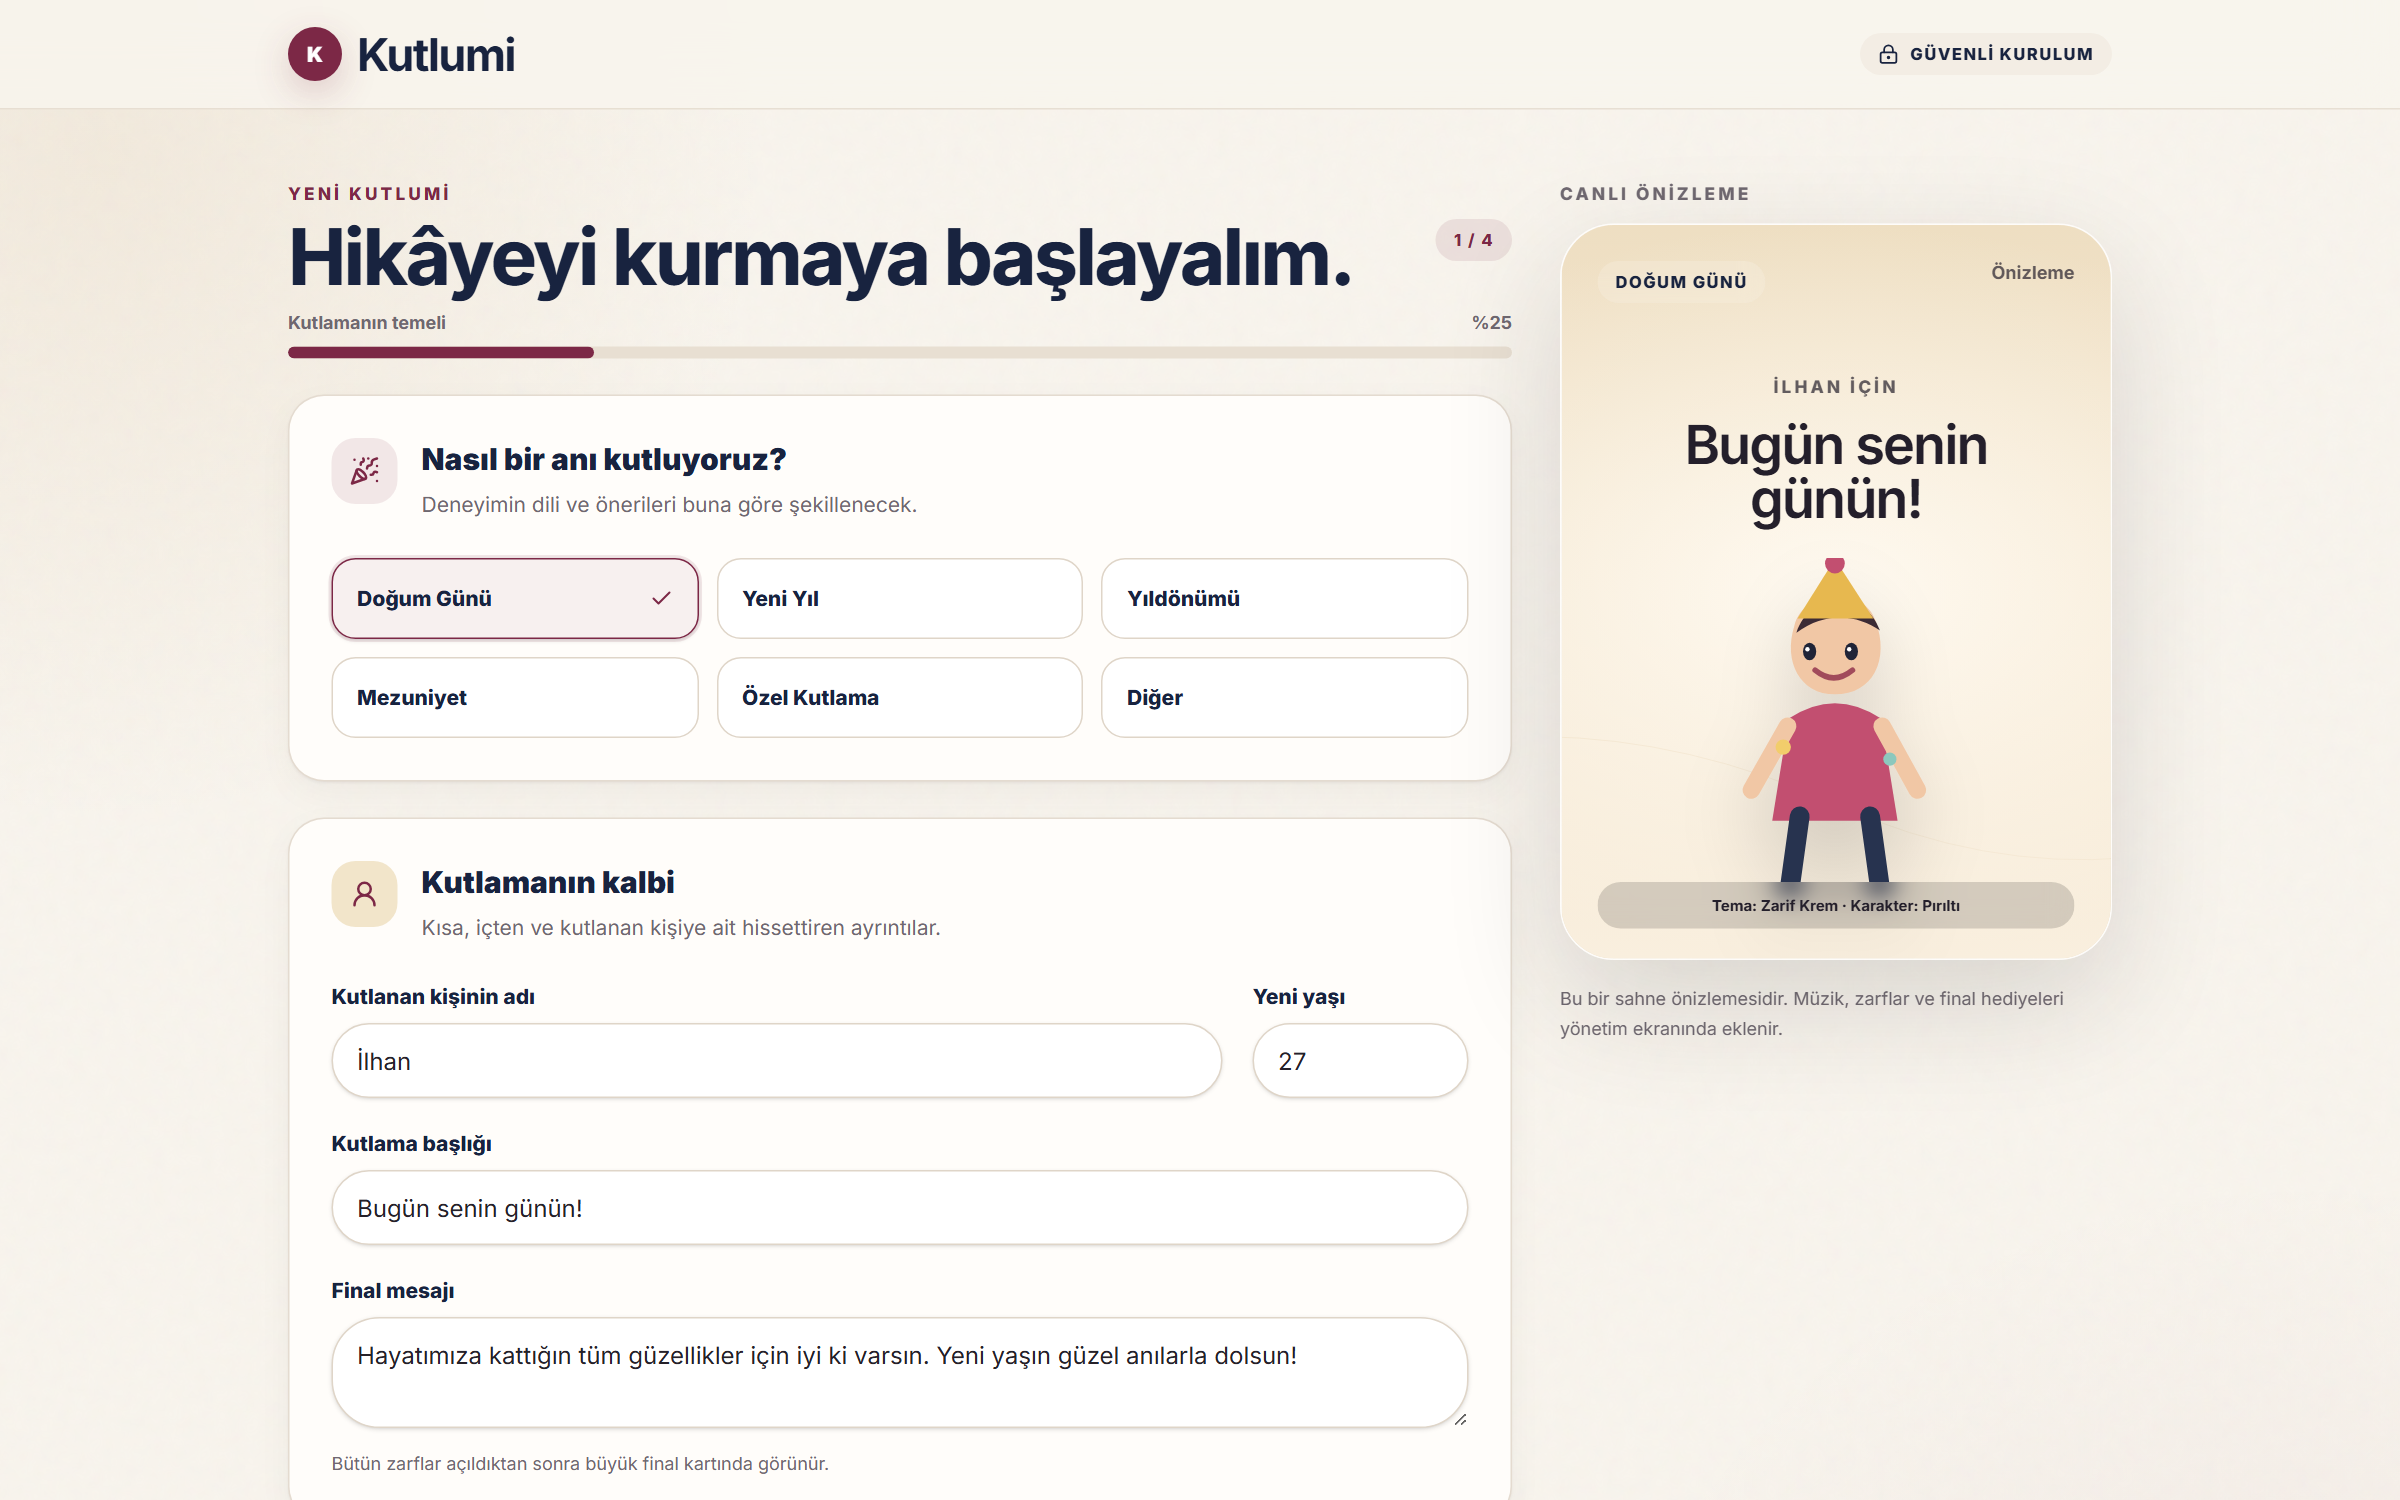 K
Kutlumi
GÜVENLİ KURULUM
YENİ KUTLUMİ
Hikâyeyi kurmaya başlayalım.
1 / 4
Kutlamanın temeli
%25
Nasıl bir anı kutluyoruz?
Deneyimin dili ve önerileri buna göre şekillenecek.
Doğum Günü
Yeni Yıl
Yıldönümü
Mezuniyet
Özel Kutlama
Diğer
Kutlamanın kalbi
Kısa, içten ve kutlanan kişiye ait hissettiren ayrıntılar.
Kutlanan kişinin adı
Yeni yaşı
İlhan
27
Kutlama başlığı
Bugün senin günün!
Final mesajı
Hayatımıza kattığın tüm güzellikler için iyi ki varsın. Yeni yaşın güzel anılarla dolsun!
Bütün zarflar açıldıktan sonra büyük final kartında görünür.
CANLI ÖNİZLEME
DOĞUM GÜNÜ
Önizleme
İLHAN İÇİN
Bugün senin
günün!
Tema: Zarif Krem · Karakter: Pırıltı
Bu bir sahne önizlemesidir. Müzik, zarflar ve final hediyeleri
yönetim ekranında eklenir.